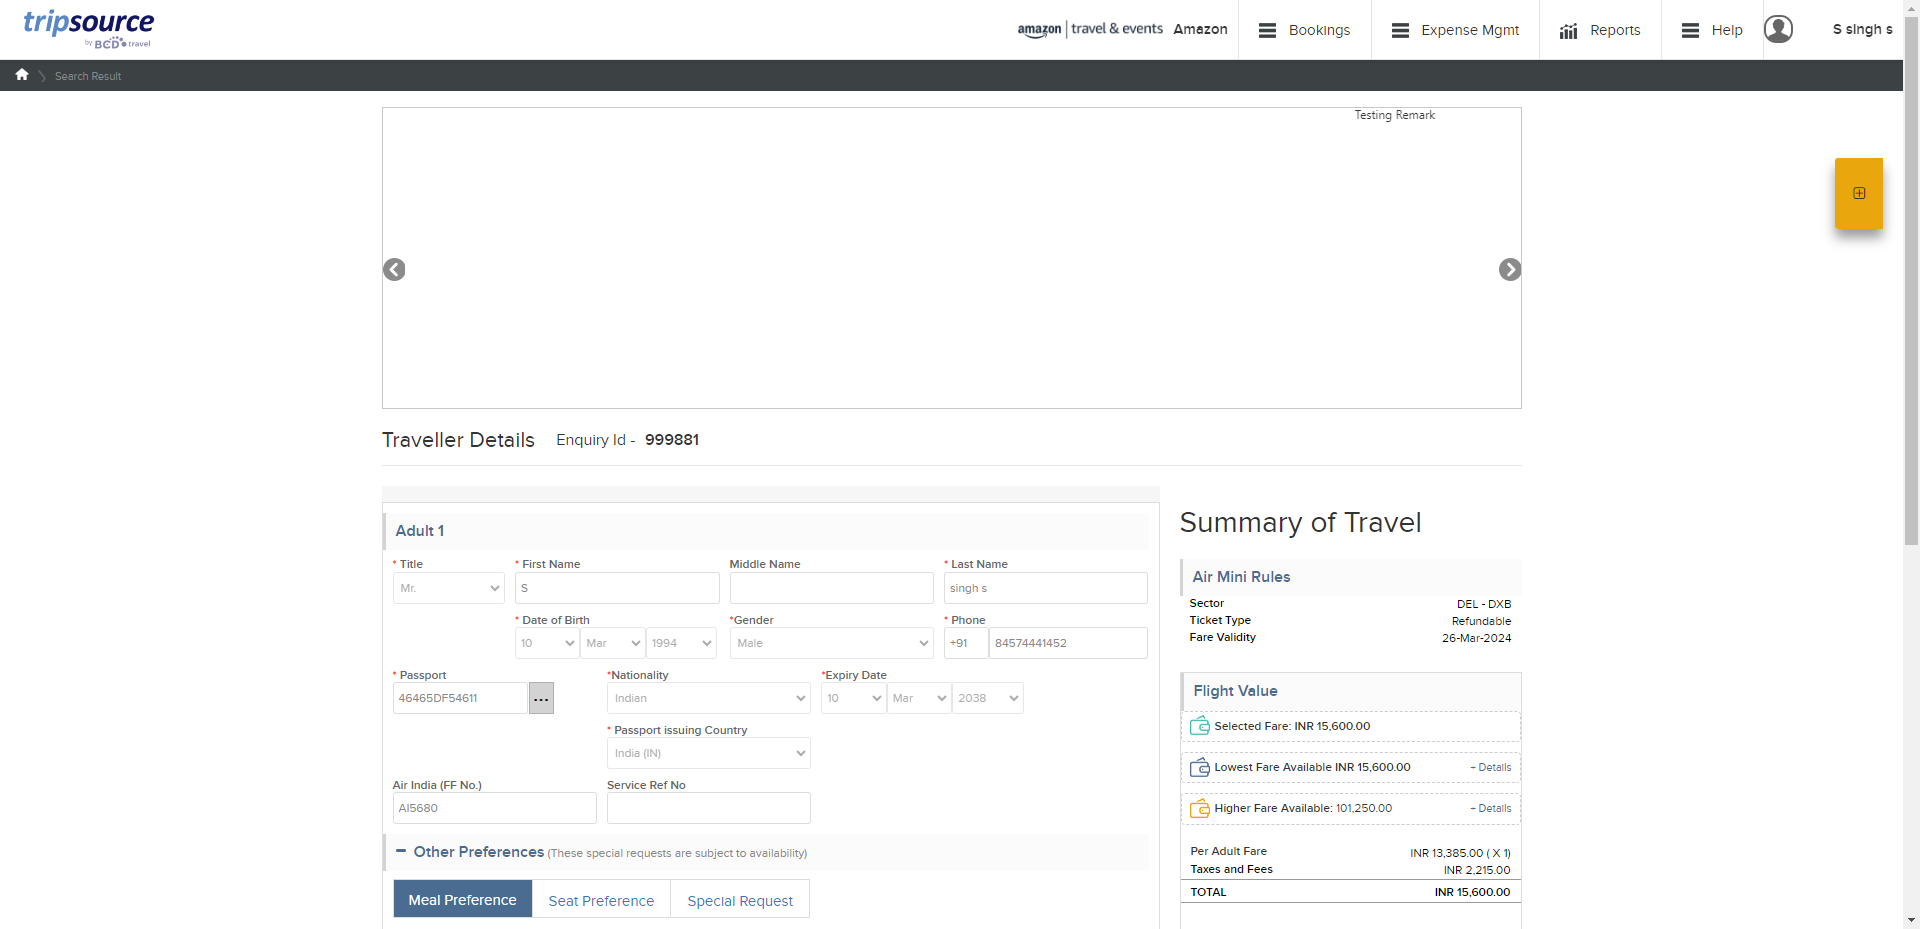 tripsource
by BCD travel
amazon | travel & events Amazon
Bookings
Expense Mgmt
Reports
Help
S singh s
Search Result
Testing Remark
Traveller Details Enquiry Id - 999881
Adult 1
* Title * First Name Middle Name * Last Name
Mr. S singh s
* Date of Birth *Gender * Phone
10 Mar 1994 Male +91 84574441452
* Passport *Nationality *Expiry Date
46465DF54611 ... Indian 10 Mar 2038
* Passport issuing Country
India (IN)
Air India (FF No.) Service Ref No
AI5680
Other Preferences (These special requests are subject to availability)
Meal Preference Seat Preference Special Request
Summary of Travel
Air Mini Rules
Sector DEL - DXB
Ticket Type Refundable
Fare Validity 26-Mar-2024
Flight Value
Selected Fare: INR 15,600.00
Lowest Fare Available INR 15,600.00 + Details
Higher Fare Available: 101,250.00 + Details
Per Adult Fare INR 13,385.00 ( X 1)
Taxes and Fees INR 2,215.00
TOTAL INR 15,600.00